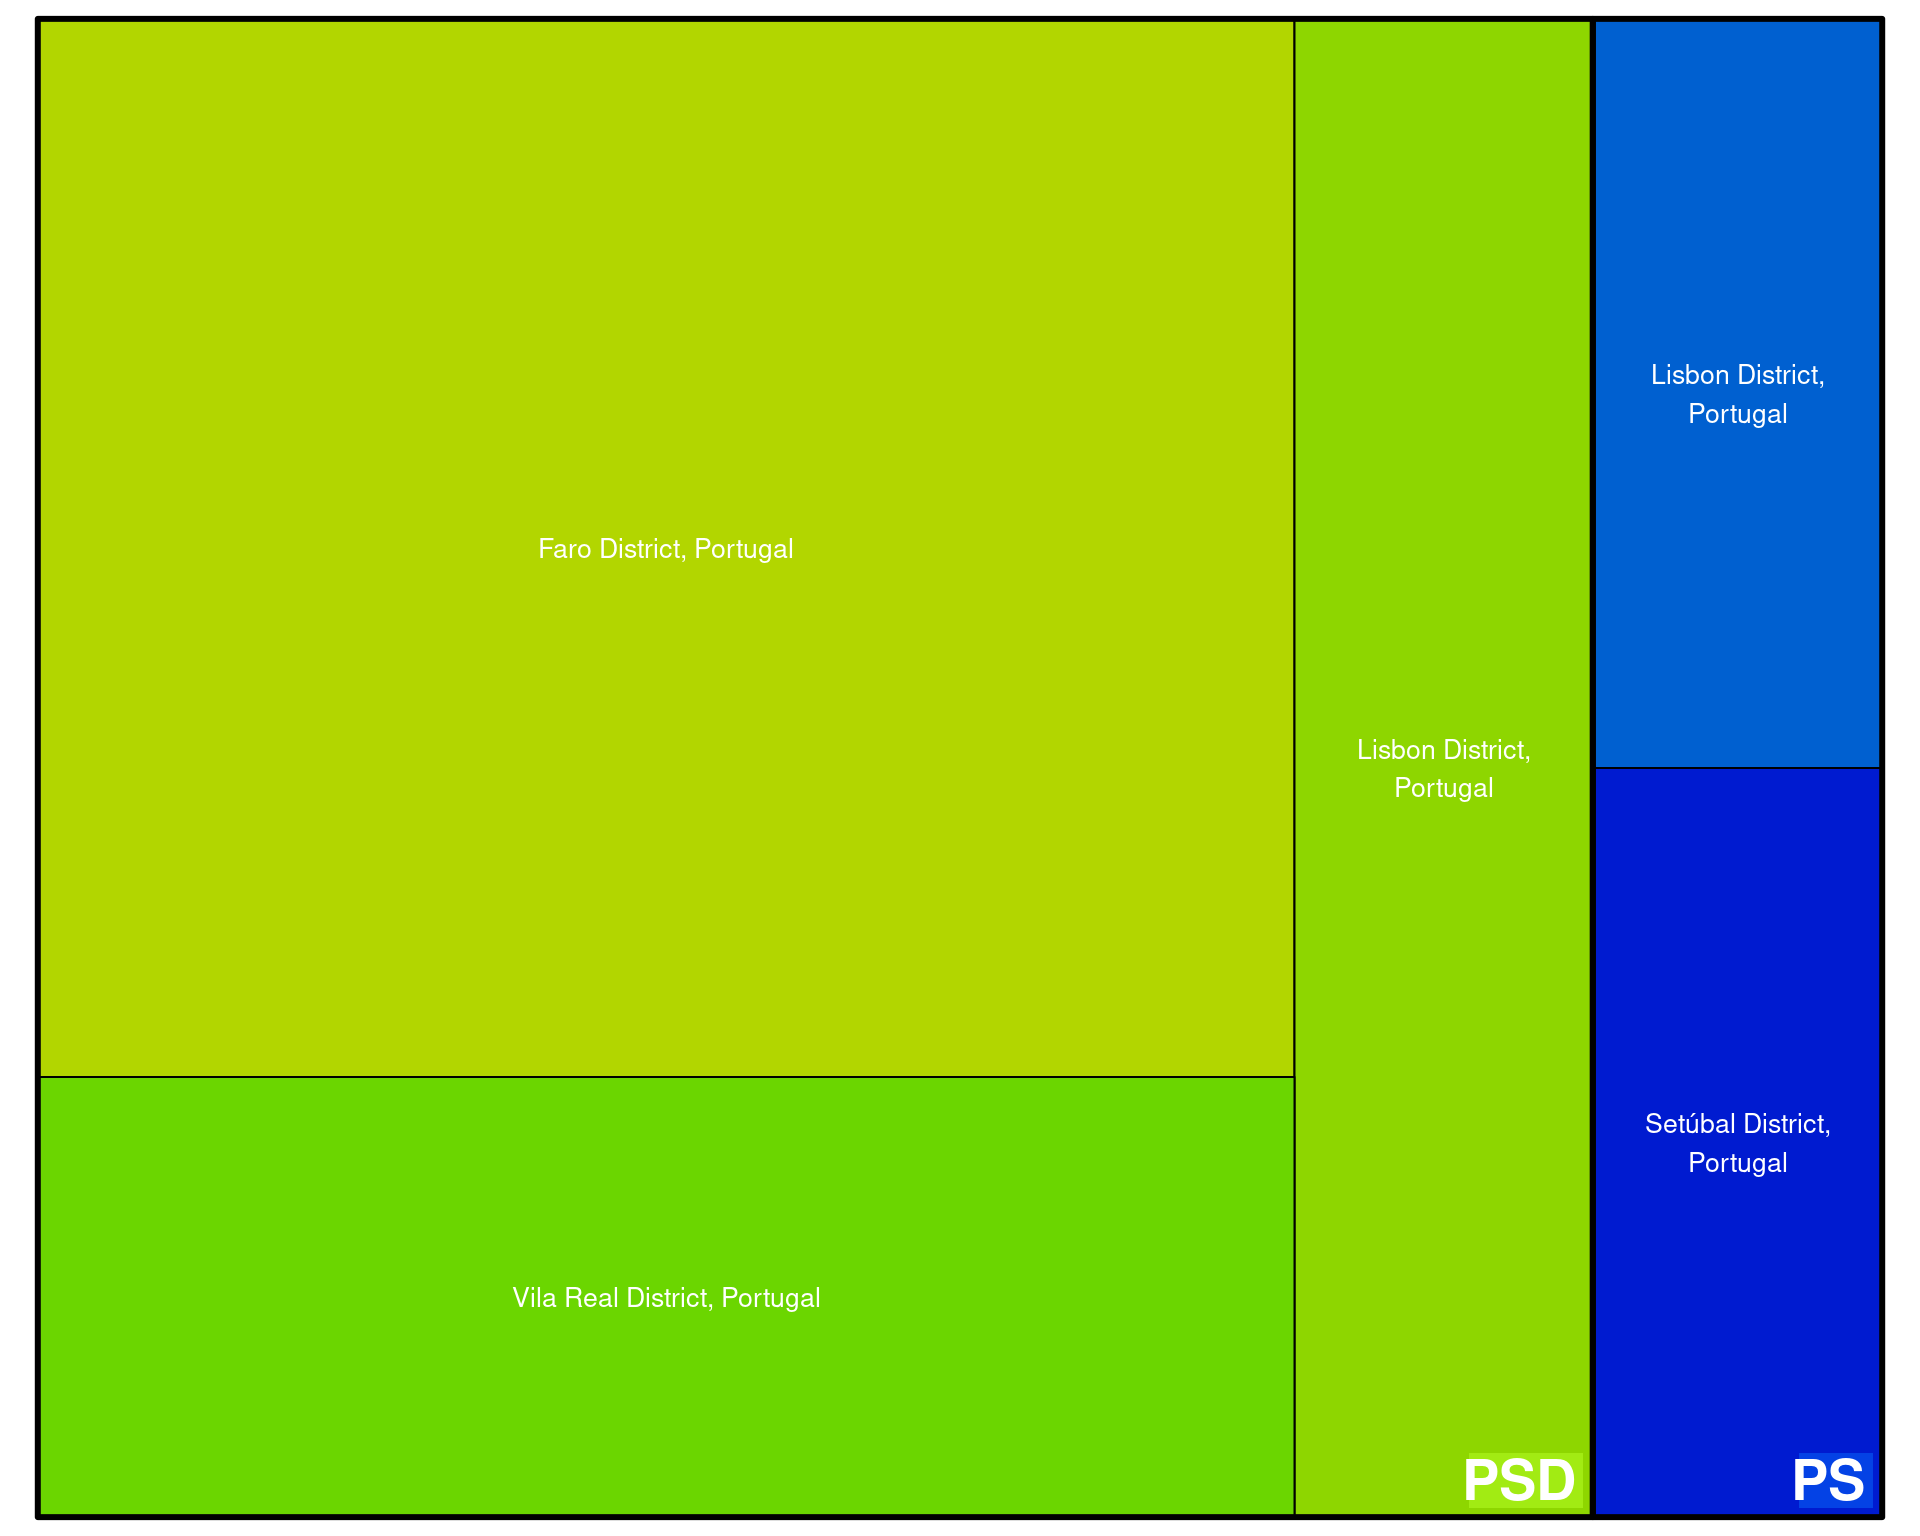 Faro District, Portugal
Vila Real District, Portugal
Lisbon District,
Portugal
PSD
Lisbon District,
Portugal
Setúbal District,
Portugal
PS